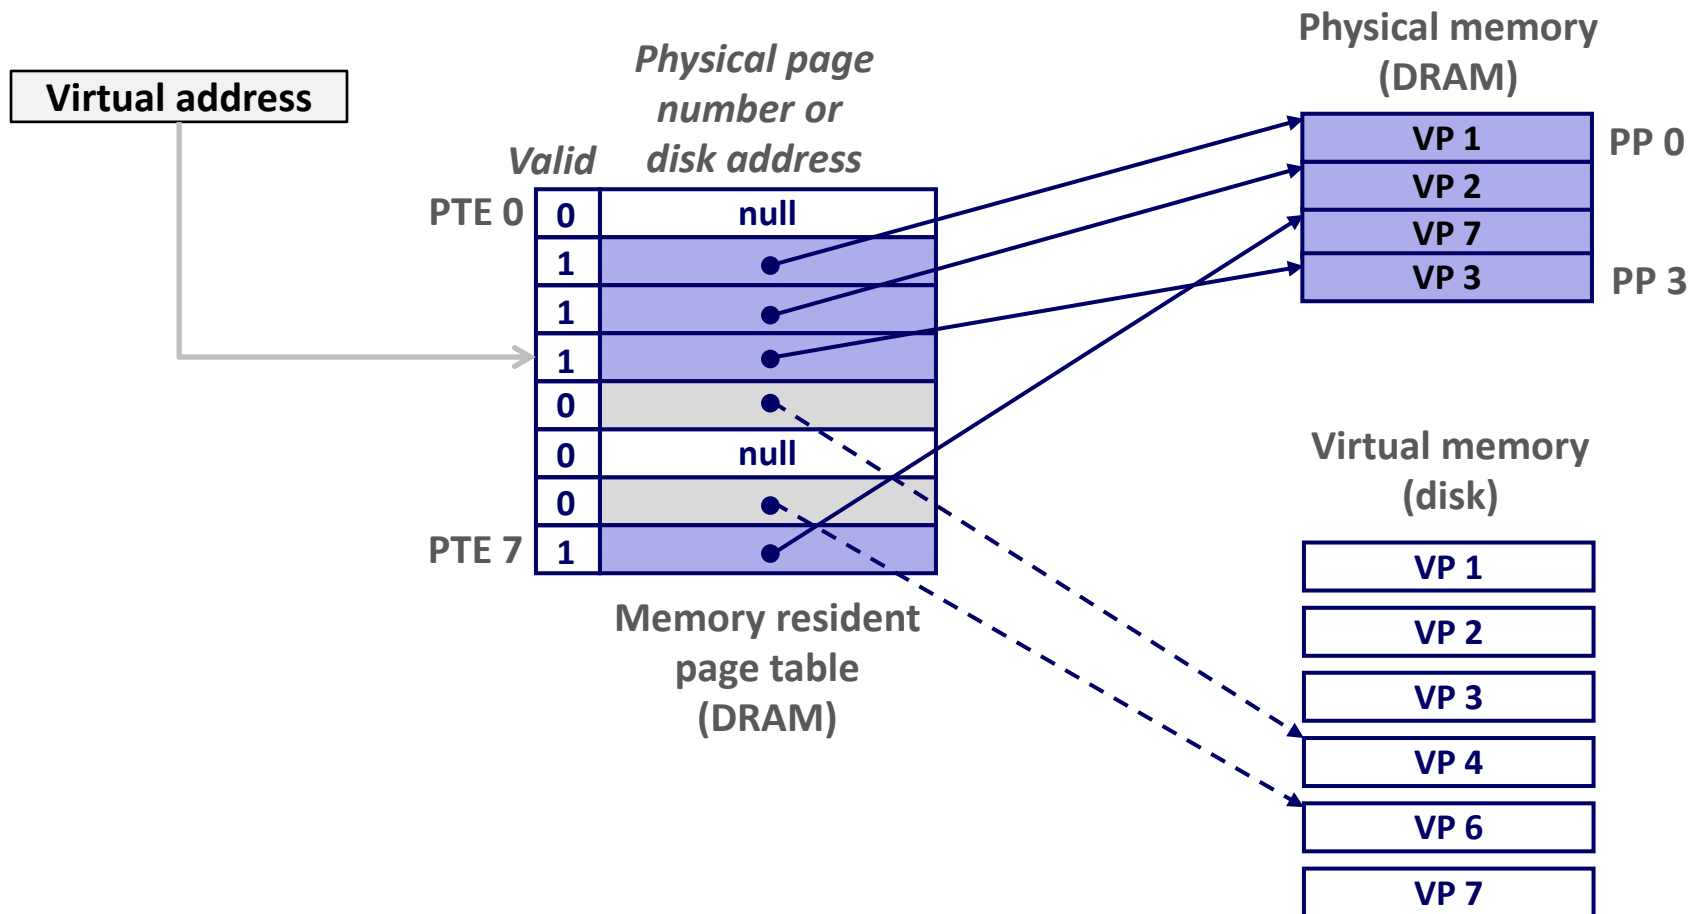 Virtual address
Physical page
number or
disk address
Valid
PTE 0
0
null
1
1
1
0
0
null
0
PTE 7
1
Memory resident
page table
(DRAM)
Physical memory
(DRAM)
VP 1
PP 0
VP 2
VP 7
VP 3
PP 3
Virtual memory
(disk)
VP 1
VP 2
VP 3
VP 4
VP 6
VP 7